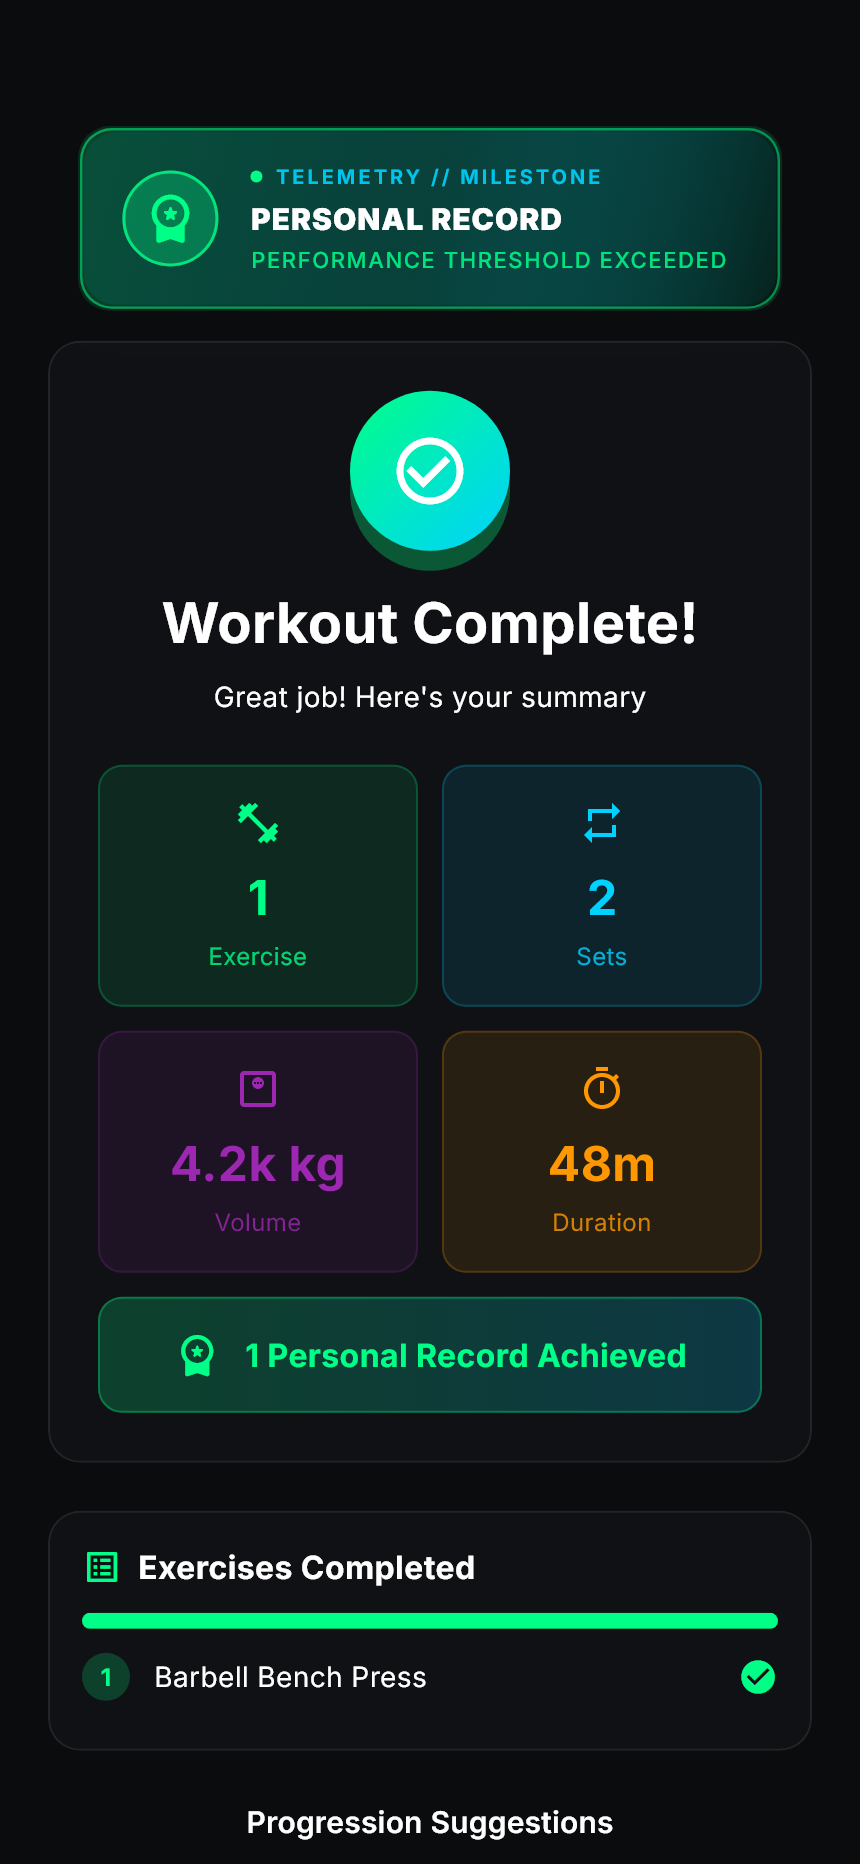 TELEMETRY // MILESTONE
PERSONAL RECORD
PERFORMANCE THRESHOLD EXCEEDED
Workout Complete!
Great job! Here's your summary
1
Exercise
2
Sets
4.2k kg
Volume
48m
Duration
1 Personal Record Achieved
Exercises Completed
1 Barbell Bench Press
Progression Suggestions